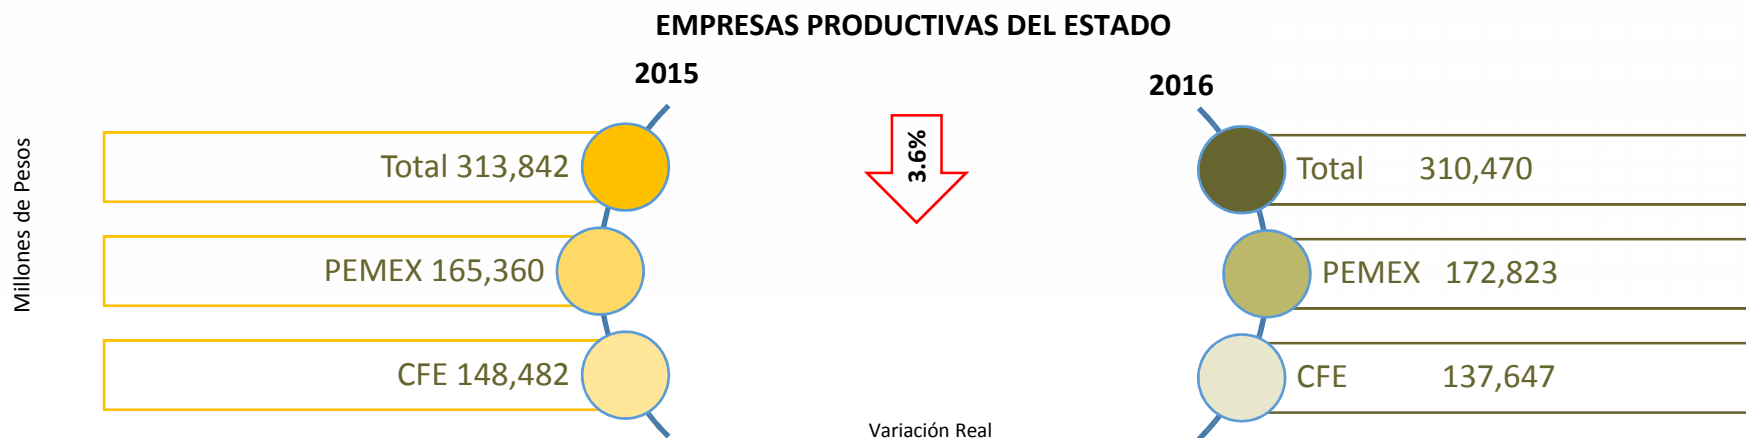 EMPRESAS PRODUCTIVAS DEL ESTADO
2015
2016
Millones de Pesos
Total 313,842
3.6%
Total 310,470
PEMEX 165,360
PEMEX 172,823
CFE 148,482
CFE 137,647
Variación Real